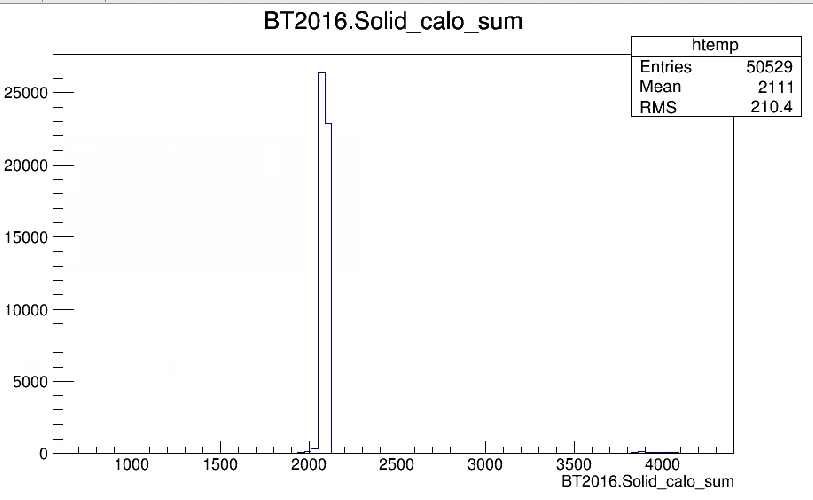 BT2016.Solid_calo_sum
htemp
Entries 50529
Mean 2111
RMS 210.4
25000
20000
15000
10000
5000
0
1000 1500 2000 2500 3000 3500 4000
BT2016.Solid_calo_sum